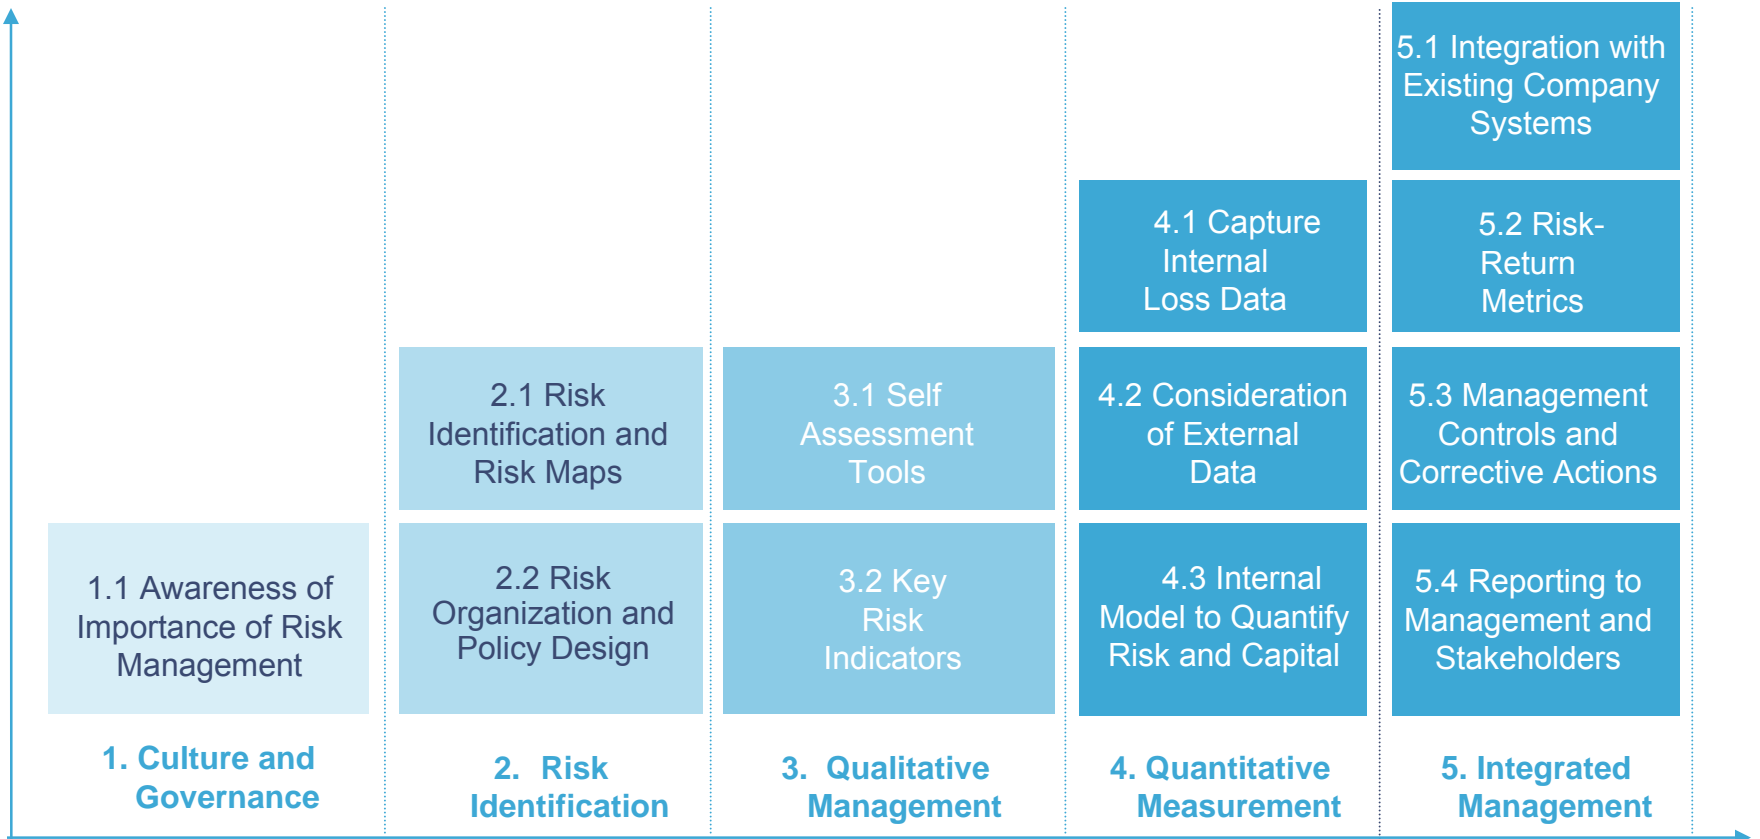 1.1 Awareness of
Importance of Risk
Management
1. Culture and
Governance
2.1 Risk
Identification and
Risk Maps
2.2 Risk
Organization and
Policy Design
2. Risk
Identification
3.1 Self
Assessment
Tools
3.2 Key
Risk
Indicators
3. Qualitative
Management
4.1 Capture
Internal
Loss Data
4.2 Consideration
of External
Data
4.3 Internal
Model to Quantify
Risk and Capital
4. Quantitative
Measurement
5.1 Integration with
Existing Company
Systems
5.2 Risk-
Return
Metrics
5.3 Management
Controls and
Corrective Actions
5.4 Reporting to
Management and
Stakeholders
5. Integrated
Management